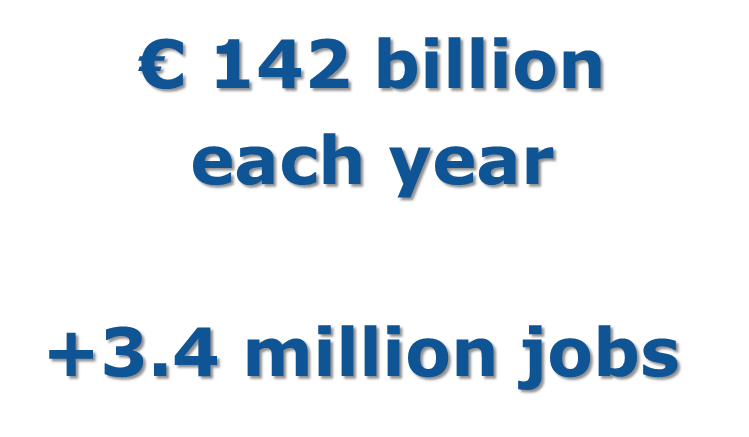 € 142 billion
each year
+3.4 million jobs